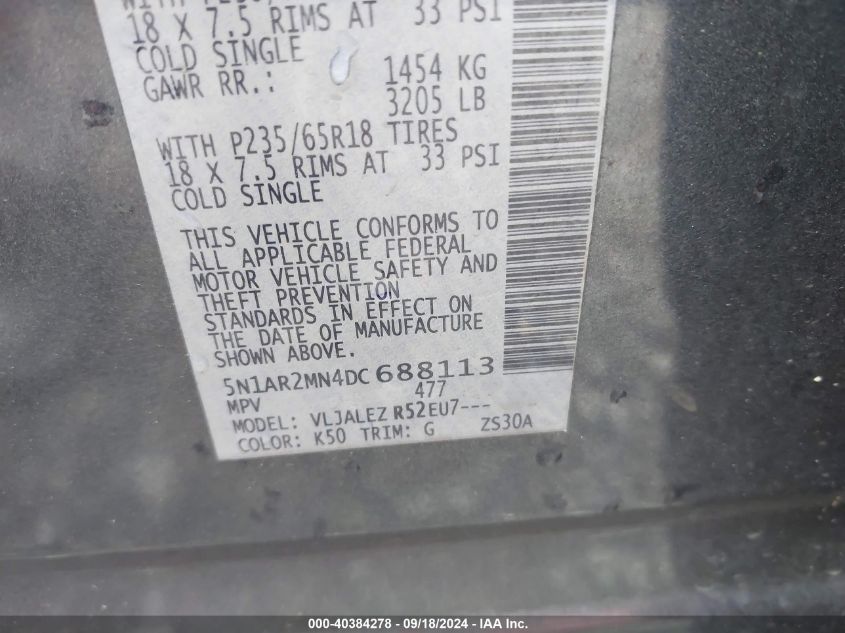 18 X 7.5 RIMS AT 33 PSI
COLD SINGLE
GAWR RR.: 1454 KG
3205 LB
WITH P235/65R18 TIRES
18 X 7.5 RIMS AT 33 PSI
COLD SINGLE
THIS VEHICLE CONFORMS TO
ALL APPLICABLE FEDERAL
MOTOR VEHICLE SAFETY AND
THEFT PREVENTION
STANDARDS IN EFFECT ON
THE DATE OF MANUFACTURE
SHOWN ABOVE.
5N1AR2MN4DC688113
MPV 477
MODEL: VLJALEZR52EU7---
COLOR: K50 TRIM: G ZS30A
000-40384278 - 09/18/2024 - IAA Inc.